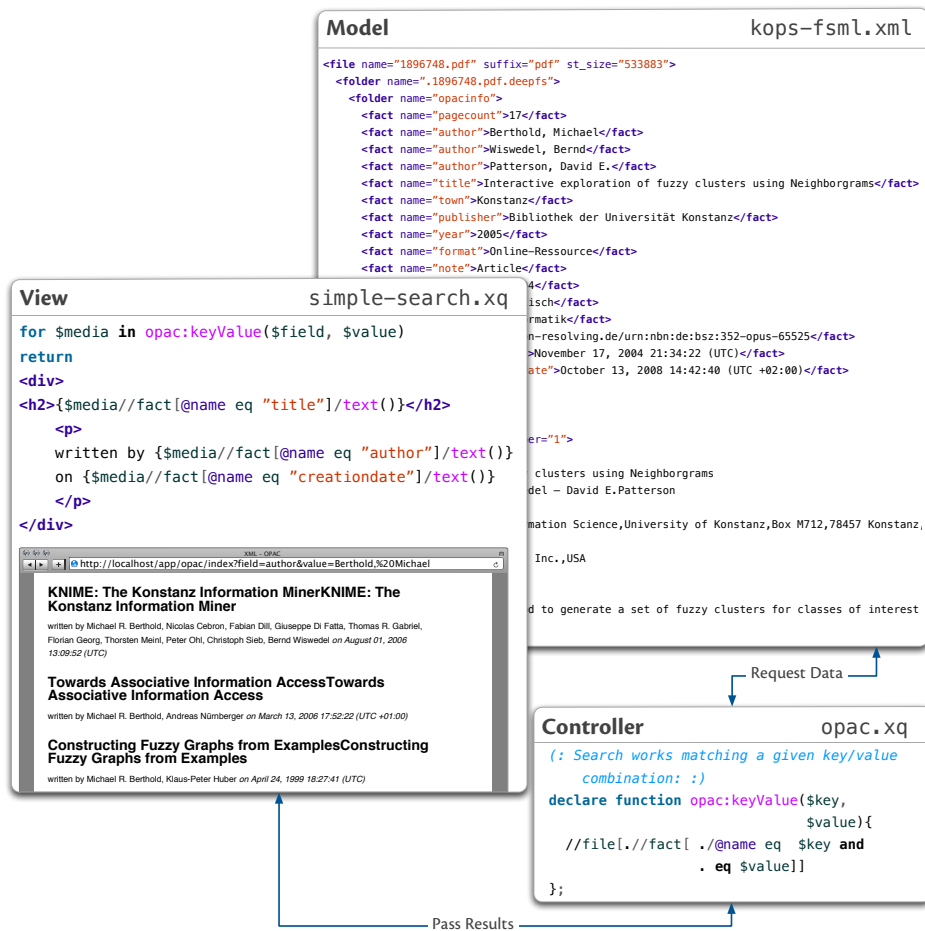 Model kops-fsml.xml
<file name="1896748.pdf" suffix="pdf" st_size="533883">
<folder name=".1896748.pdf.deepfs">
<folder name="opacinfo">
<fact name="pagecount">17</fact>
<fact name="author">Berthold, Michael</fact>
<fact name="author">Wiswedel, Bernd</fact>
<fact name="author">Patterson, David E.</fact>
<fact name="title">Interactive exploration of fuzzy clusters using Neighborgrams</fact>
<fact name="town">Konstanz</fact>
<fact name="publisher">Bibliothek der Universität Konstanz</fact>
<fact name="year">2005</fact>
<fact name="format">Online-Ressource</fact>
<fact name="note">Article</fact>
4</fact>
isch</fact>
rmatik</fact>
n-resolving.de/urn:nbn:de:bsz:352-opus-65525</fact>
>November 17, 2004 21:34:22 (UTC)</fact>
ate">October 13, 2008 14:42:40 (UTC +02:00)</fact>
er="1">
clusters using Neighborgrams
del – David E.Patterson
mation Science,University of Konstanz,Box M712,78457 Konstanz,
Inc.,USA
d to generate a set of fuzzy clusters for classes of interest
View simple-search.xq
for $media in opac:keyValue($field, $value)
return
<div>
<h2>{$media//fact[@name eq "title"]/text()}</h2>
<p>
written by {$media//fact[@name eq "author"]/text()}
on {$media//fact[@name eq "creationdate"]/text()}
</p>
</div>
XML – OPAC
http://localhost/app/opac/index?field=author&value=Berthold,%20Michael
KNIME: The Konstanz Information MinerKNIME: The
Konstanz Information Miner
written by Michael R. Berthold, Nicolas Cebron, Fabian Dill, Giuseppe Di Fatta, Thomas R. Gabriel,
Florian Georg, Thorsten Meinl, Peter Ohl, Christoph Sieb, Bernd Wiswedel on August 01, 2006
13:09:52 (UTC)
Towards Associative Information AccessTowards
Associative Information Access
written by Michael R. Berthold, Andreas Nürnberger on March 13, 2006 17:52:22 (UTC +01:00)
Constructing Fuzzy Graphs from ExamplesConstructing
Fuzzy Graphs from Examples
written by Michael R. Berthold, Klaus-Peter Huber on April 24, 1999 18:27:41 (UTC)
Request Data
Controller opac.xq
(: Search works matching a given key/value
combination: :)
declare function opac:keyValue($key,
$value){
//file[.//fact[ ./@name eq $key and
. eq $value]]
};
Pass Results